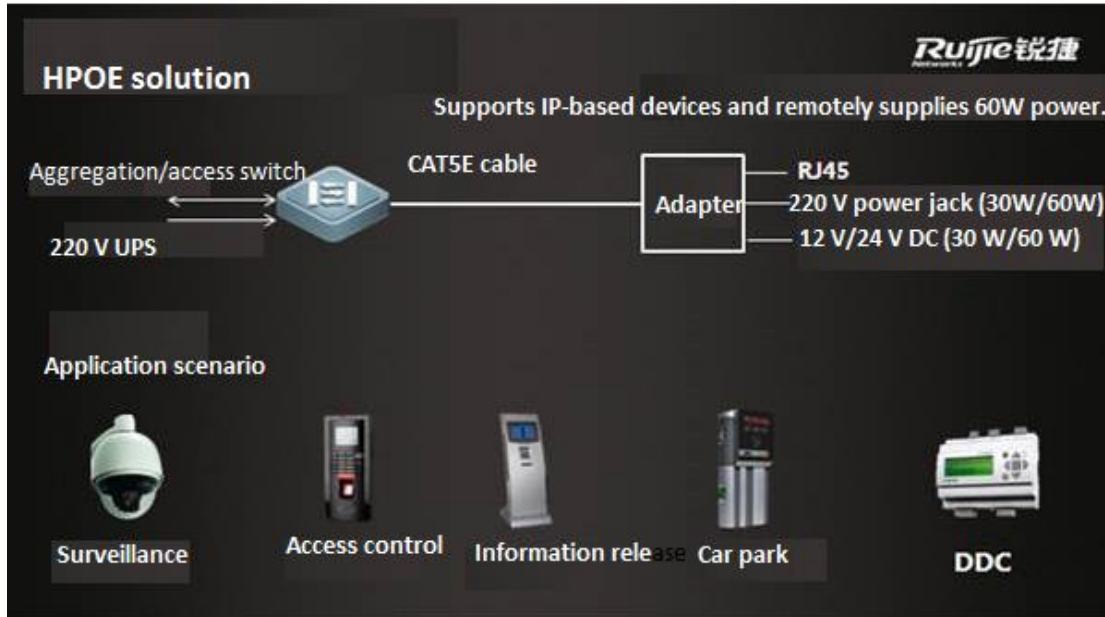 Ruijie锐捷
Networks
HPOE solution
Supports IP-based devices and remotely supplies 60W power.
Aggregation/access switch
CAT5E cable
220 V UPS
Adapter
RJ45
220 V power jack (30W/60W)
12 V/24 V DC (30 W/60 W)
Application scenario
Surveillance
Access control
Information release
Car park
DDC